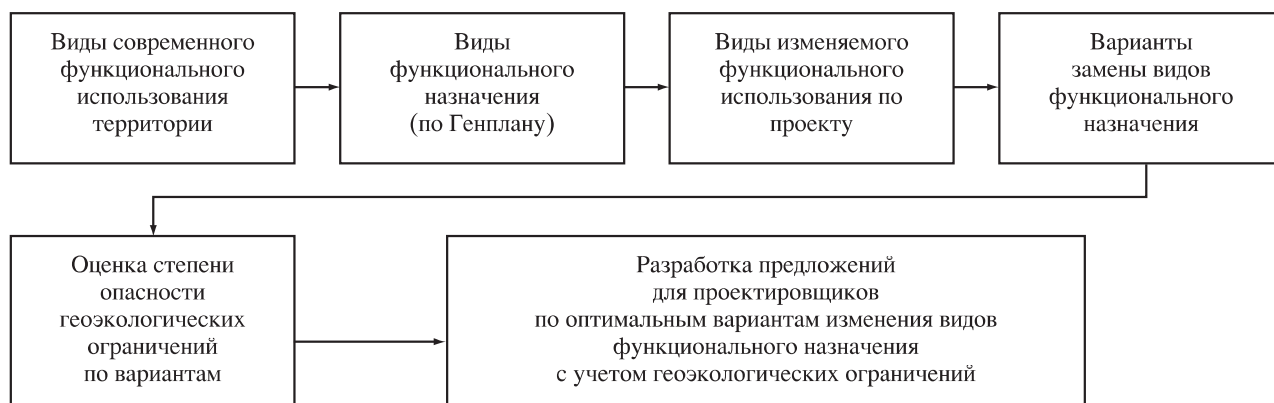 Виды современного
функционального
использования
территории
Виды
функционального
назначения
(по Генплану)
Виды изменяемого
функционального
использования по
проекту
Варианты
замены видов
функционального
назначения
Оценка степени
опасности
геоэкологических
ограничений
по вариантам
Разработка предложений
для проектировщиков
по оптимальным вариантам изменения видов
функционального назначения
с учетом геоэкологических ограничений